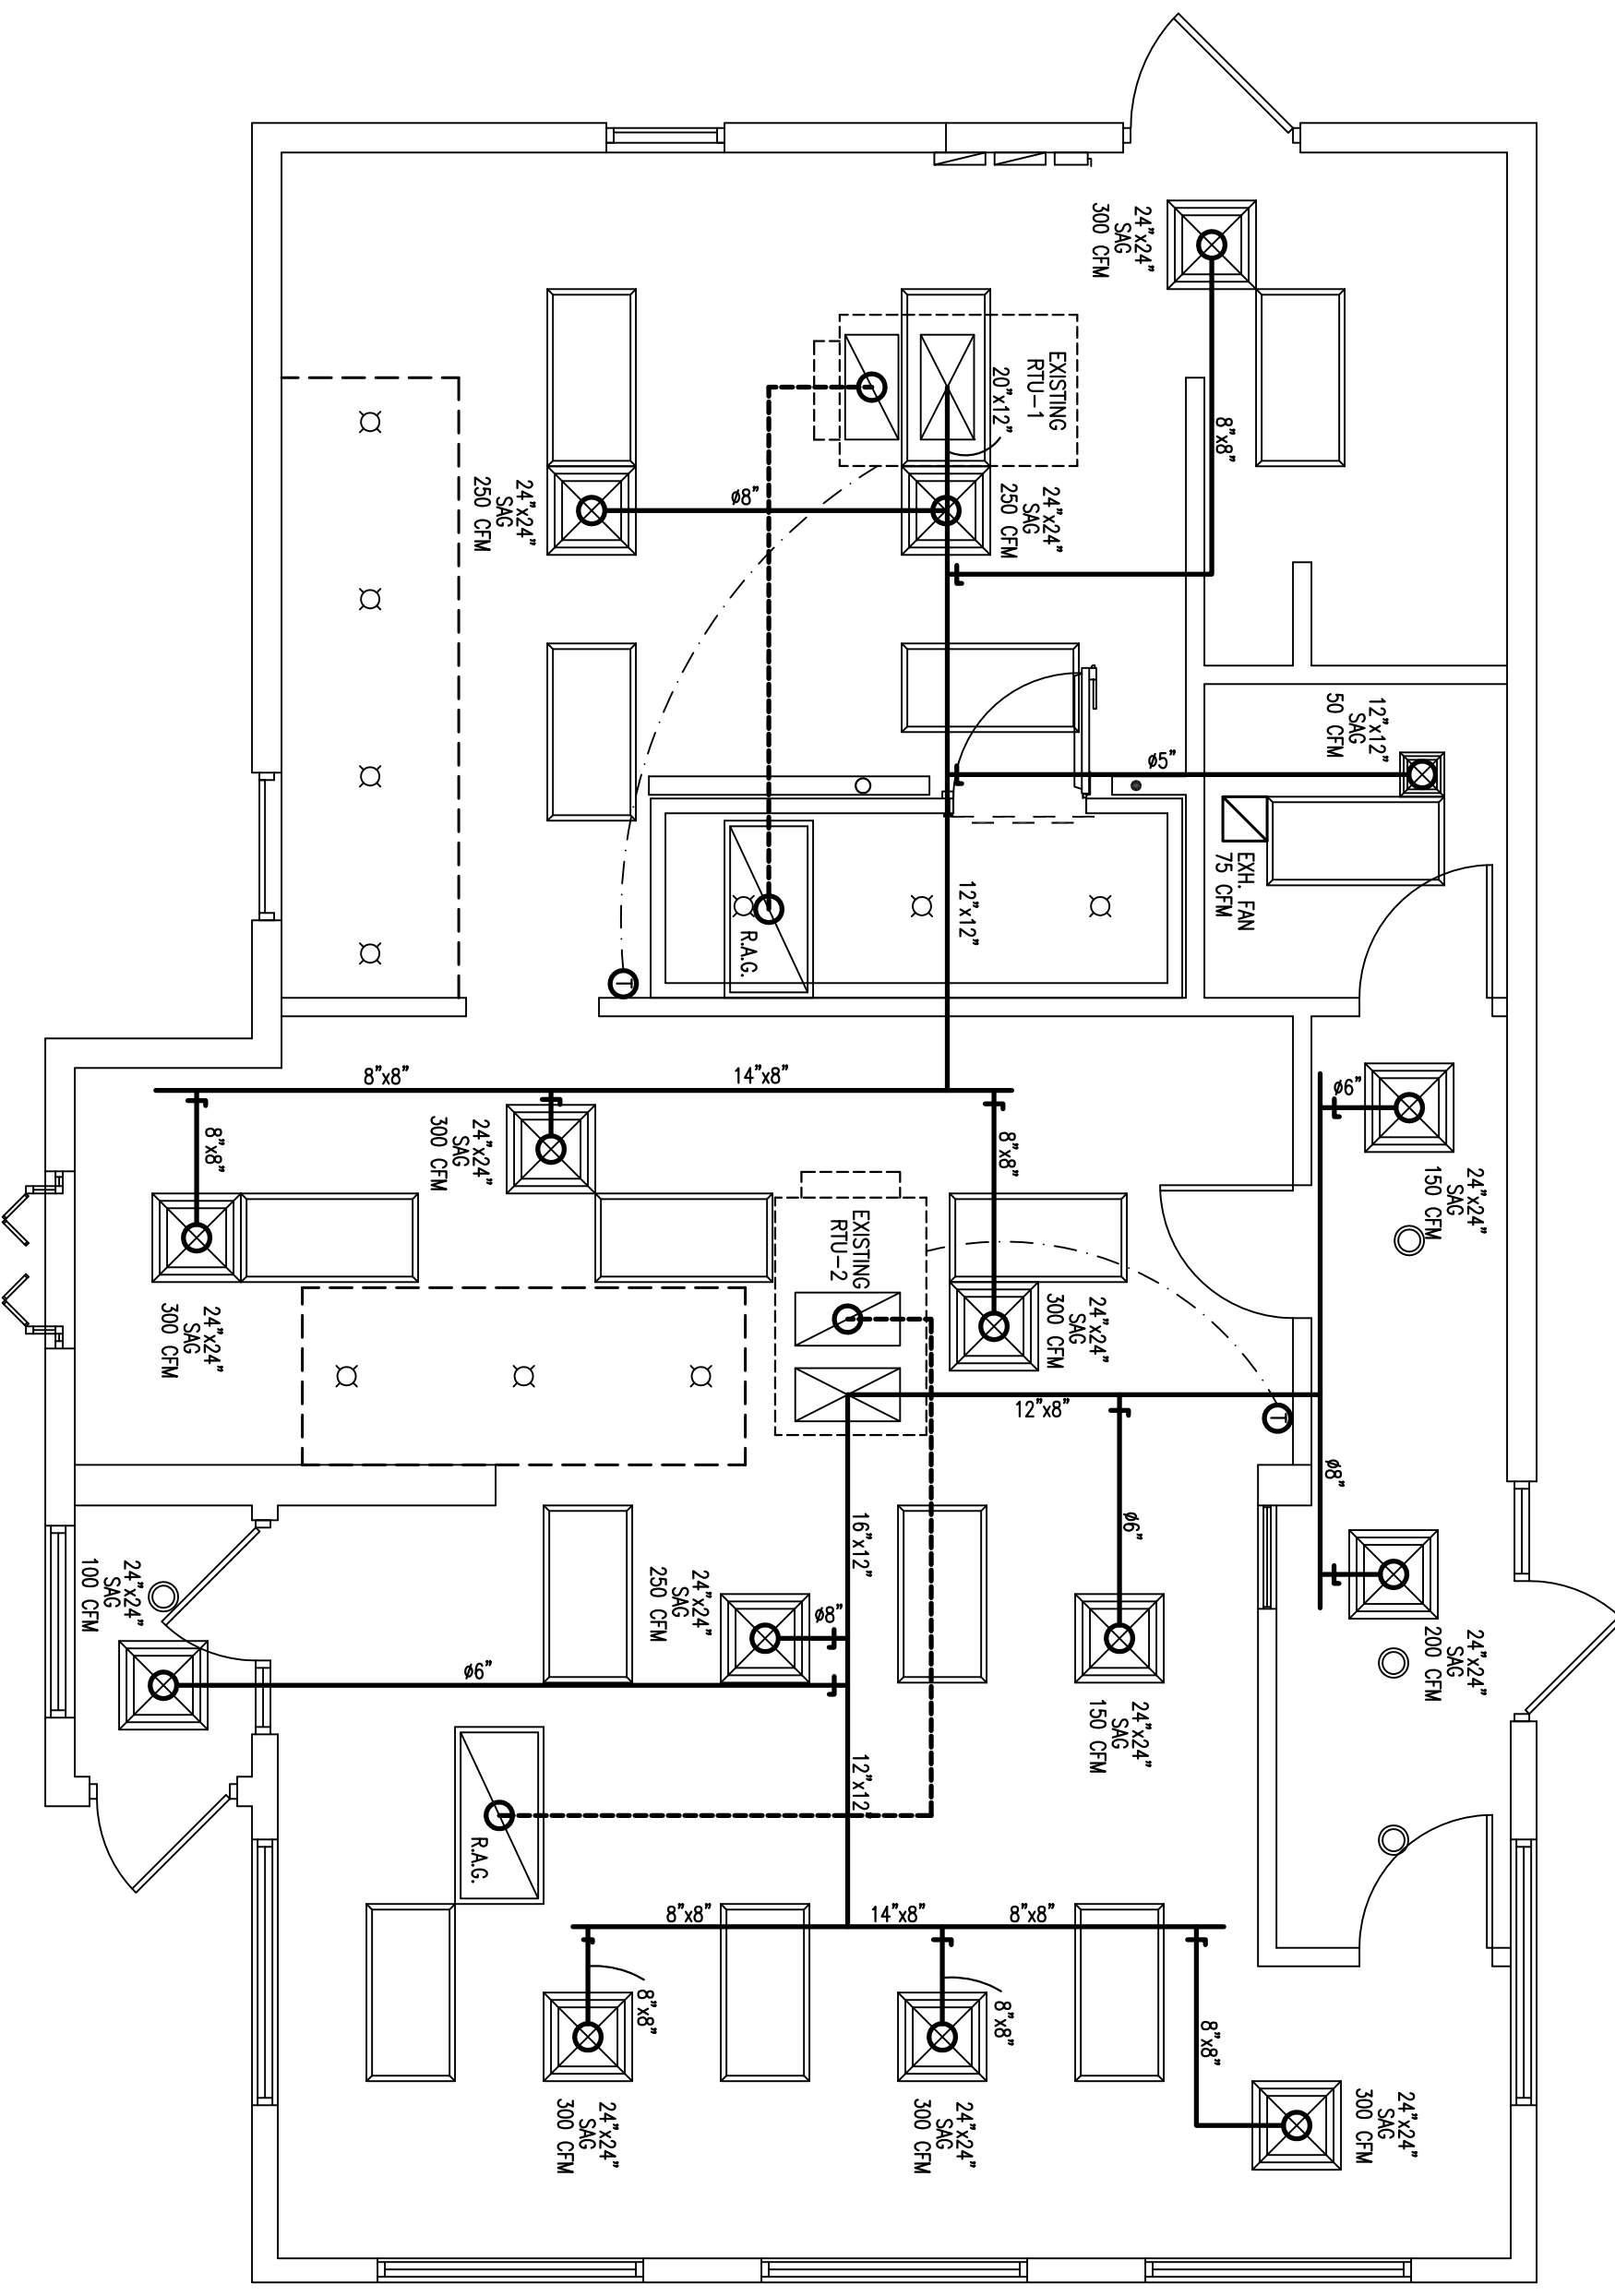 24"x24"
SAG
300 CFM
8"x8"
EXISTING
RTU-1
20"x12"
24"x24"
SAG
250 CFM
24"x24"
SAG
250 CFM
ø8"
12"x12"
SAG
50 CFM
ø5"
EXH. FAN
75 CFM
12"x12"
R.A.G.
T
8"x8"
14"x8"
ø6"
24"x24"
SAG
150 CFM
8"x8"
24"x24"
SAG
300 CFM
8"x8"
EXISTING
RTU-2
24"x24"
SAG
300 CFM
24"x24"
SAG
300 CFM
12"x8"
T
ø8"
16"x12"
ø6"
24"x24"
SAG
100 CFM
24"x24"
SAG
250 CFM
ø8"
24"x24"
SAG
200 CFM
ø6"
24"x24"
SAG
150 CFM
12"x12"
R.A.G.
8"x8"
14"x8"
8"x8"
8"x8"
8"x8"
8"x8"
24"x24"
SAG
300 CFM
24"x24"
SAG
300 CFM
24"x24"
SAG
300 CFM